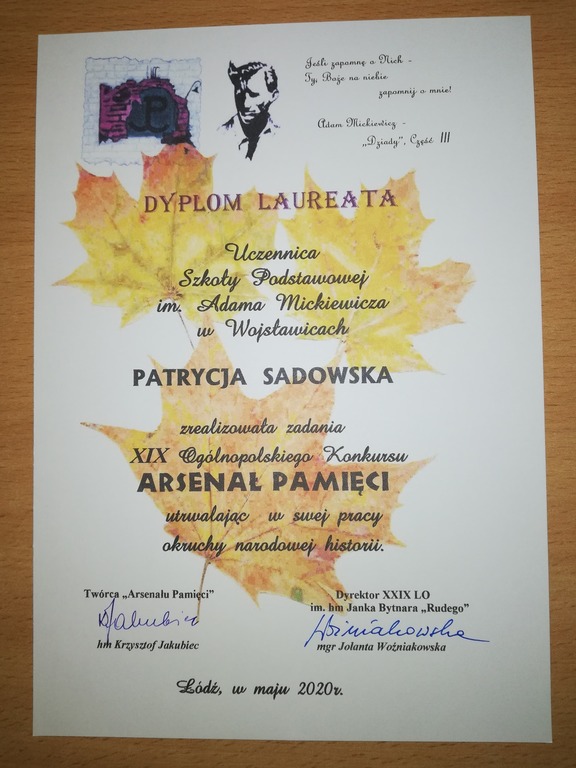 Jeśli zapomnę o Nich -
Ty, Boże na niebie
zapomnij o mnie!
Adam Mickiewicz -
„Dziady", Część III
DYPLOM LAUREATA
Uczennica
Szkoły Podstawowej
im. Adama Mickiewicza
w Wojsławicach
PATRYCJA SADOWSKA
zrealizowała zadania
XIX Ogólnopolskiego Konkursu
ARSENAŁ PAMIĘCI
utrwalając w swej pracy
okruchy narodowej historii.
Twórca „Arsenału Pamięci"
Jakubiec
hm Krzysztof Jakubiec
Dyrektor XXIX LO
im. hm Janka Bytnara „Rudego"
Woźniakowska
mgr Jolanta Woźniakowska
Łódź, w maju 2020r.